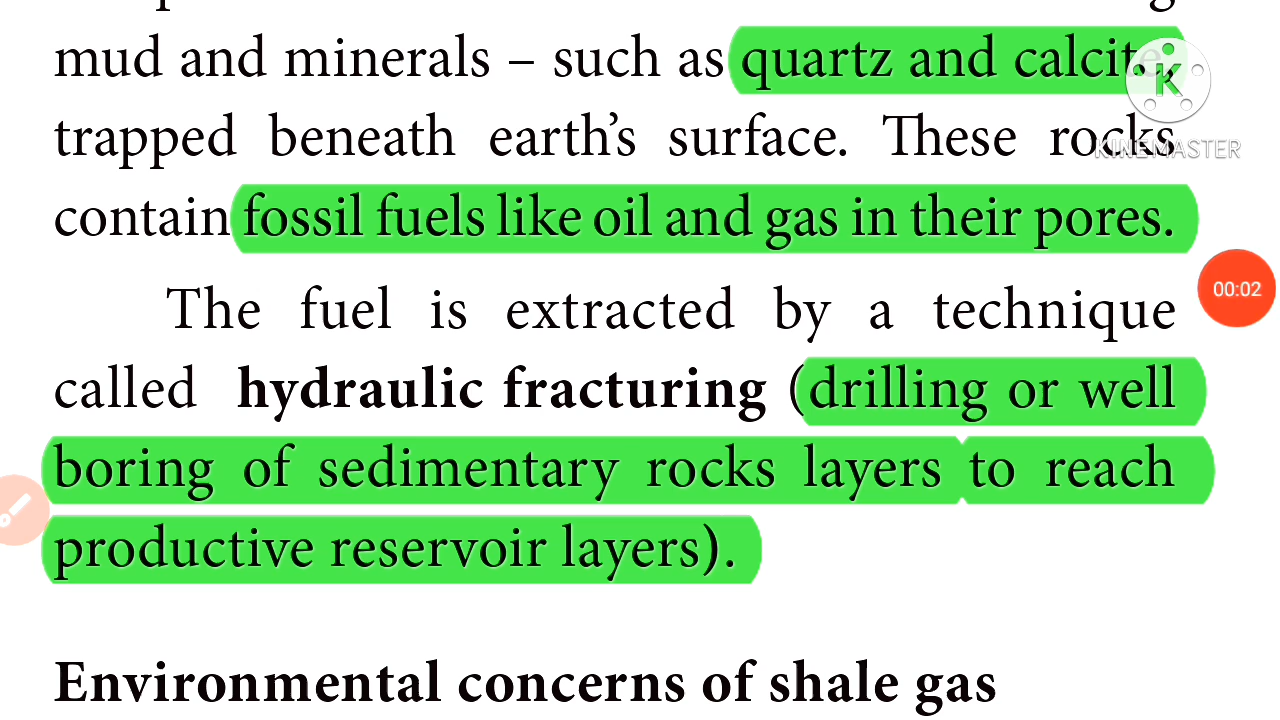 mud and minerals – such as quartz and calcite,
trapped beneath earth's surface. These rocks
contain fossil fuels like oil and gas in their pores.
The fuel is extracted by a technique
called hydraulic fracturing (drilling or well
boring of sedimentary rocks layers to reach
productive reservoir layers).
Environmental concerns of shale gas
K
KINEMASTER
00:02